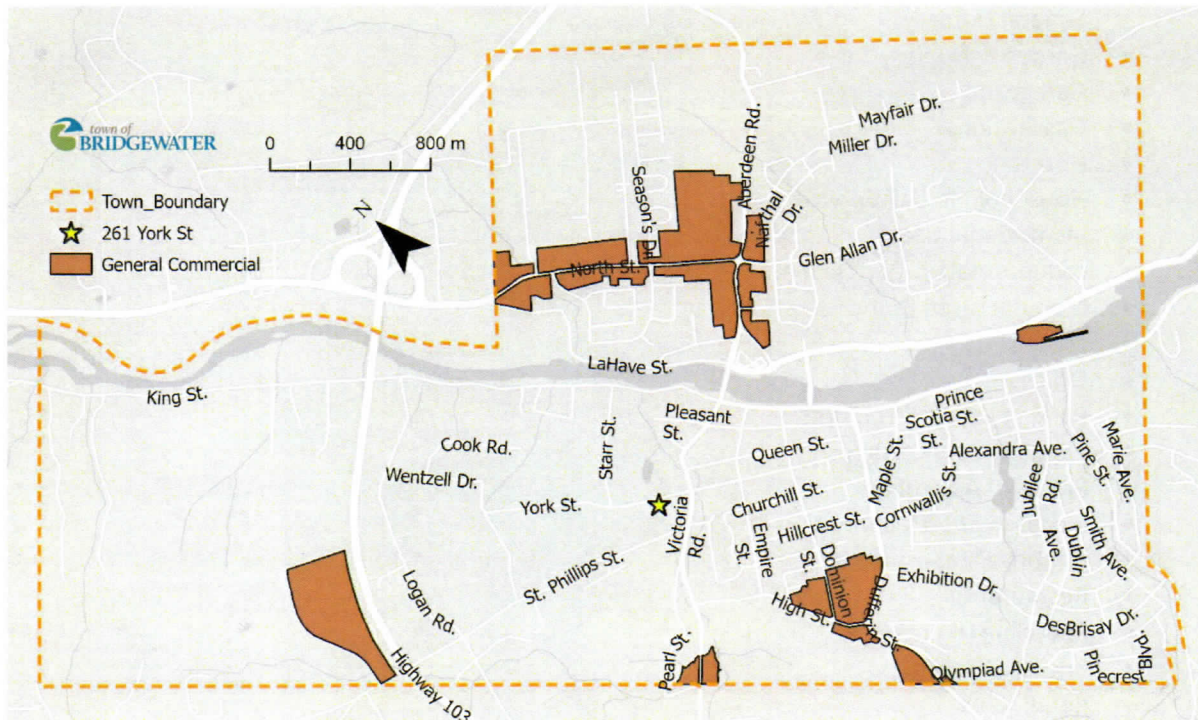 town of
BRIDGEWATER
0 400 800 m
Town_Boundary
261 York St
General Commercial
N
Mayfair Dr.
Miller Dr.
Aberdeen Rd.
Season's Dr.
Narthal
Dr.
Glen Allan Dr.
North St.
LaHave St.
King St.
Pleasant
St.
Prince
Scotia St.
St.
Queen St.
Alexandra Ave.
Marie Ave.
Pine St.
Cook Rd.
Starr St.
Maple St.
Wentzell Dr.
Jubilee
Rd.
Churchill St.
Cornwallis St.
York St.
Victoria
Rd.
Hillcrest St.
Empire
St.
Smith Ave.
Dublin
Ave.
St. Phillips St.
Dominion
St.
Exhibition Dr.
Logan Rd.
High St.
Dufferin St.
DesBrisay Dr.
Pearl St.
Olympiad Ave.
Pinecrest
Blvd.
Highway 103